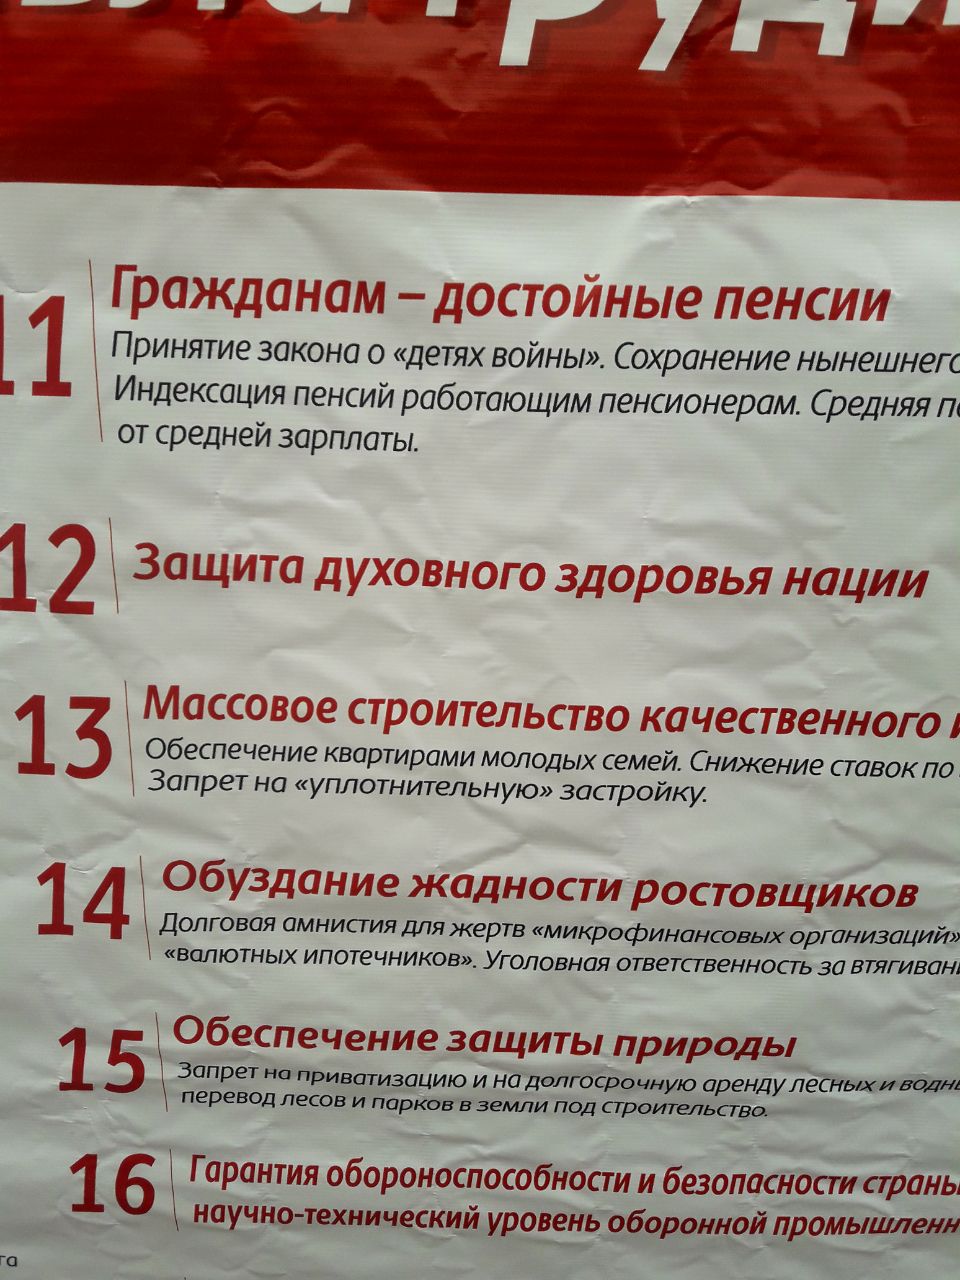 11
Гражданам – достойные пенсии
Принятие закона о «детях войны». Сохранение нынешнего
Индексация пенсий работающим пенсионерам. Средняя
от средней зарплаты.
12
Защита духовного здоровья нации
13
Массовое строительство качественного
Обеспечение квартирами молодых семей. Снижение ставок по
Запрет на «уплотнительную» застройку.
14
Обуздание жадности ростовщиков
Долговая амнистия для жертв «микрофинансовых организаций»
«валютных ипотечников». Уголовная ответственность за
15
Обеспечение защиты природы
Запрет на приватизацию и на долгосрочную аренду лесных и
перевод лесов и парков в земли под строительство.
16
Гарантия обороноспособности и безопасности страны
научно-технический уровень оборонной